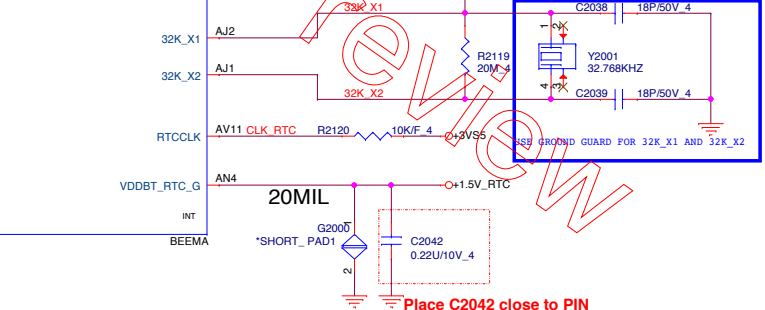 32K_X1
C2038 18P/50V_4
32K_X1 AJ2
1 2
R2119
20M_4
Y2001
32.768KHZ
32K_X2 AJ1
4 3
32K_X2
C2039 18P/50V_4
RTCCLK AV11 CLK_RTC R2120 10K/F_4 +3VS5
USE GROUND GUARD FOR 32K_X1 AND 32K_X2
VDDBT_RTC_G AN4 +1.5V_RTC
20MIL
INT
BEEMA
G2000 1
*SHORT_ PAD1
2
C2042
0.22U/10V_4
Place C2042 close to PIN
review